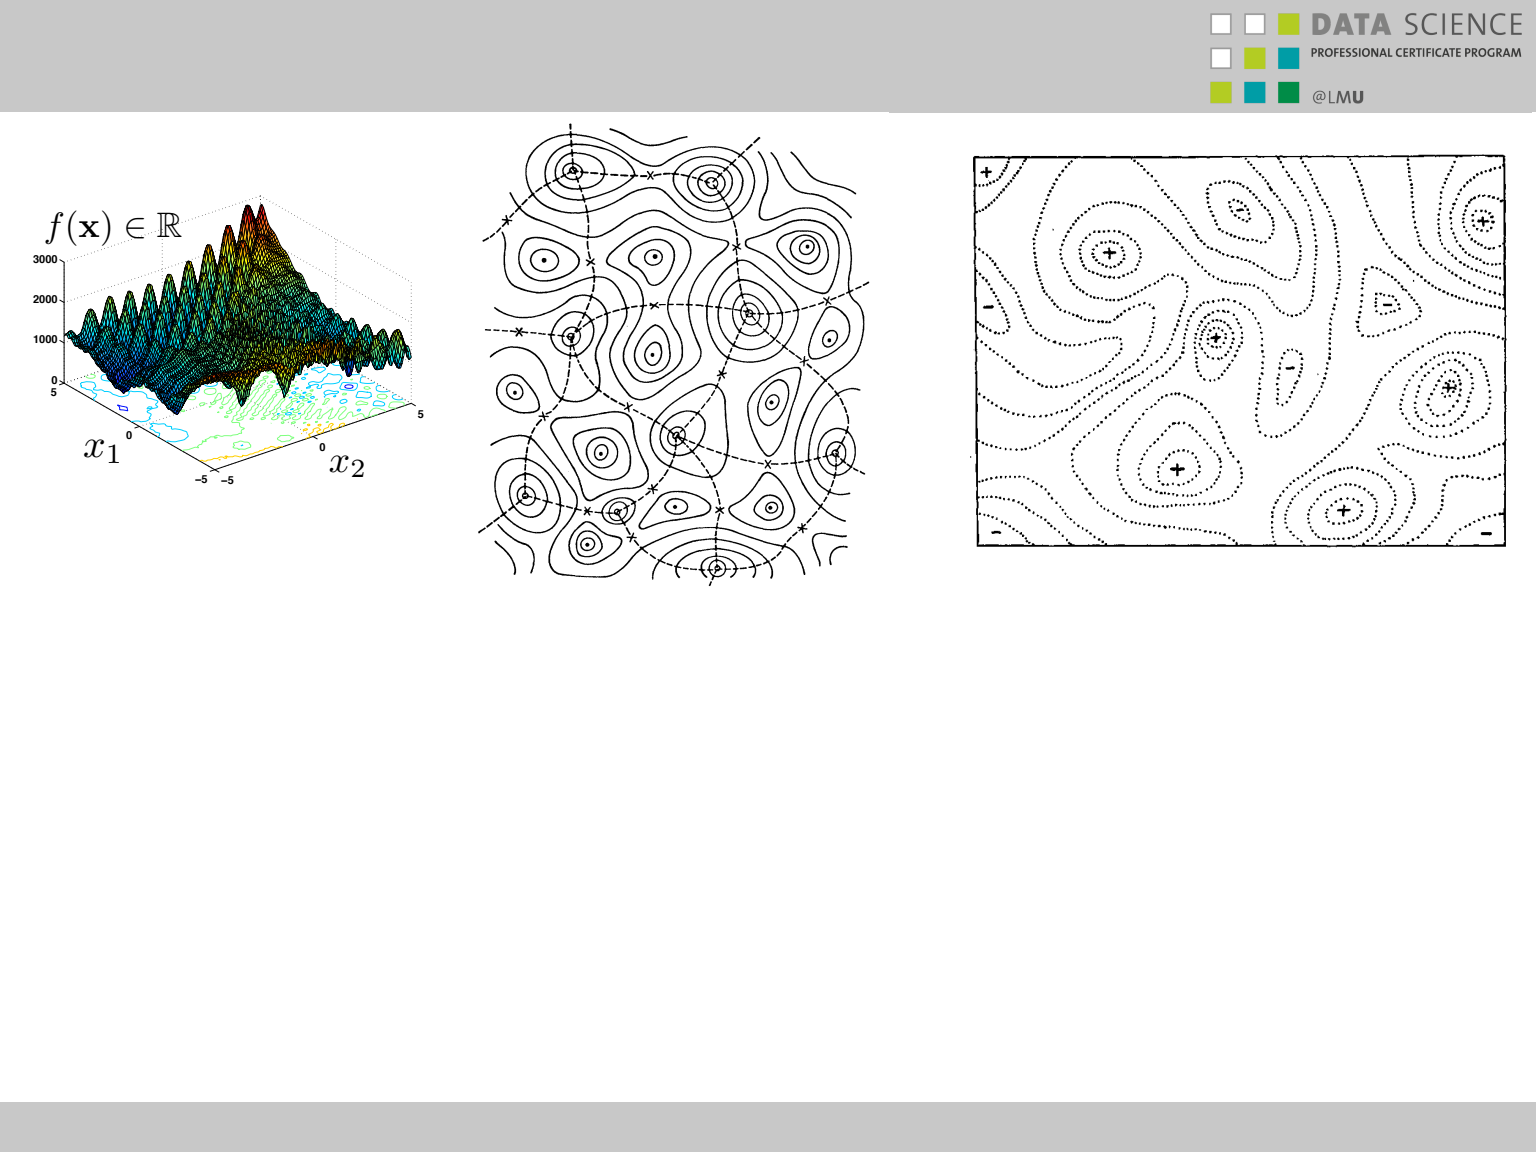 DATA SCIENCE
PROFESSIONAL CERTIFICATE PROGRAM
@LMU
f(x) ∈ ℝ
3000
2000
1000
0
5
0
−5
−5
0
5
x₁
x₂